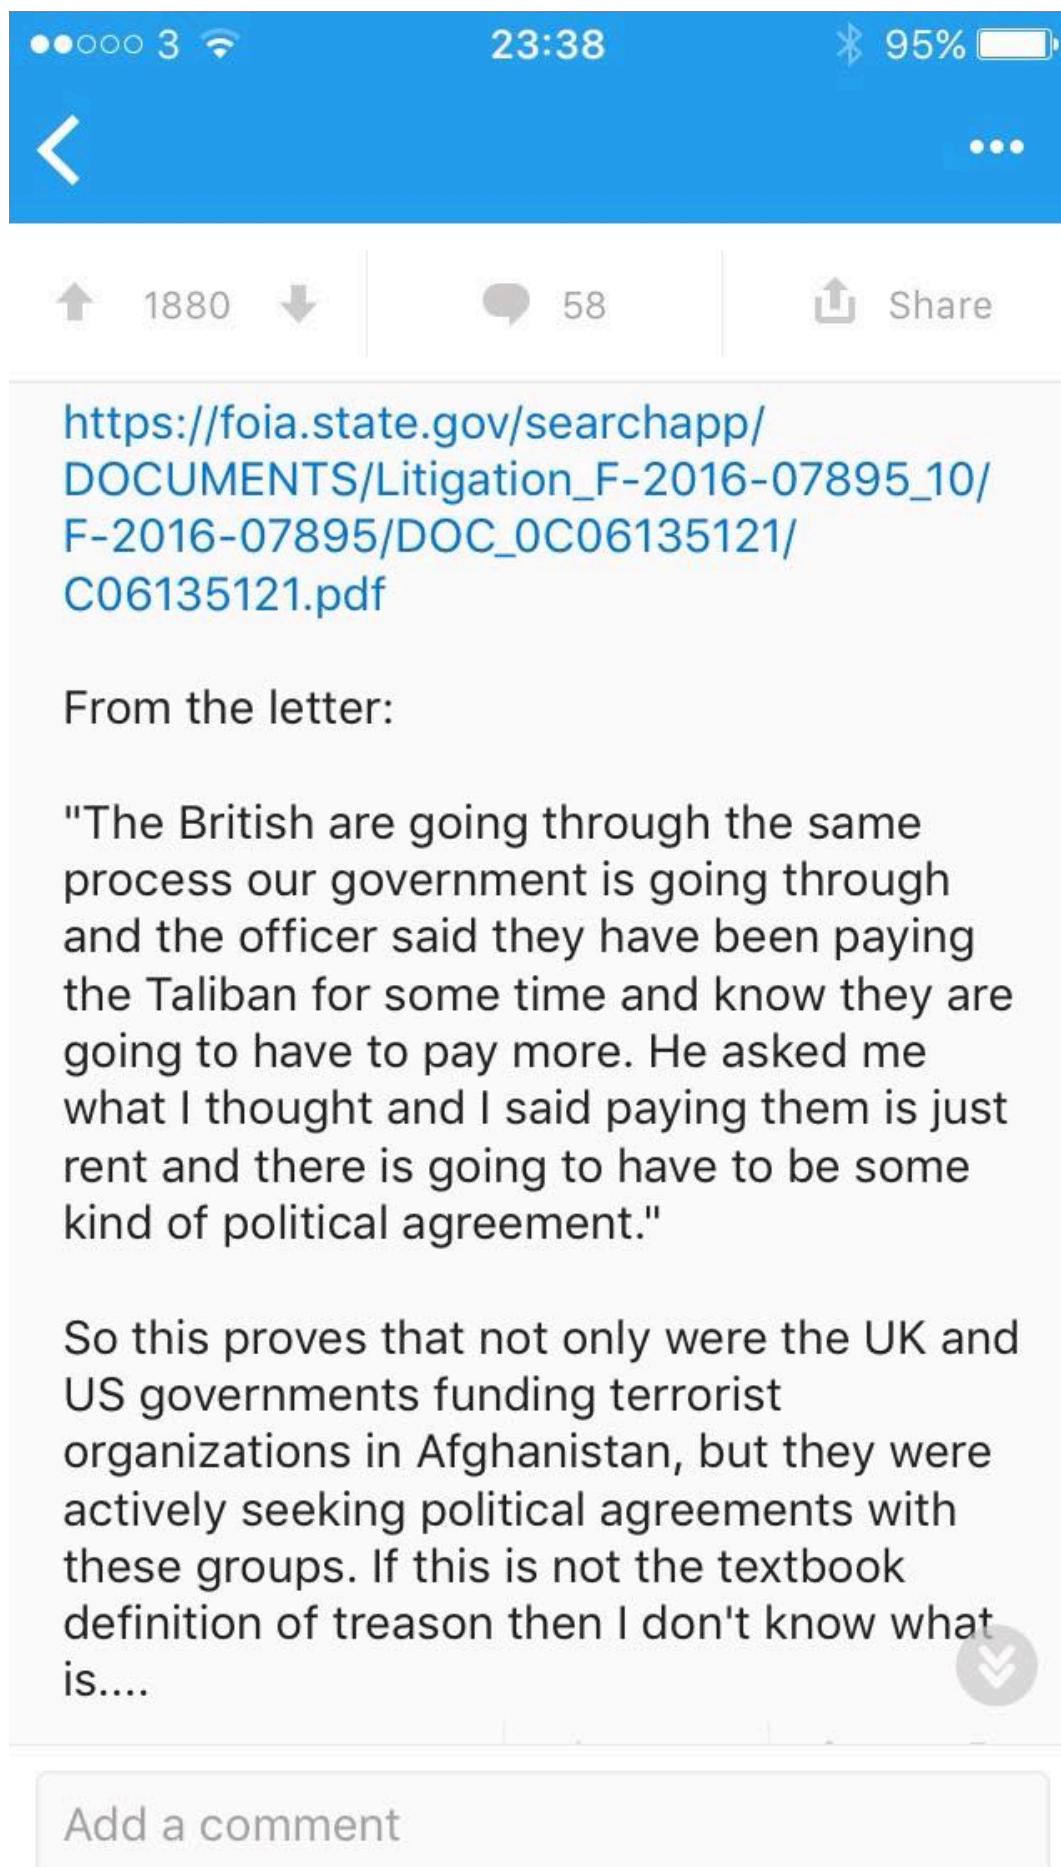 3 23:38 95%
1880 58 Share
https://foia.state.gov/searchapp/
DOCUMENTS/Litigation_F-2016-07895_10/
F-2016-07895/DOC_0C06135121/
C06135121.pdf
From the letter:
"The British are going through the same
process our government is going through
and the officer said they have been paying
the Taliban for some time and know they are
going to have to pay more. He asked me
what I thought and I said paying them is just
rent and there is going to have to be some
kind of political agreement."
So this proves that not only were the UK and
US governments funding terrorist
organizations in Afghanistan, but they were
actively seeking political agreements with
these groups. If this is not the textbook
definition of treason then I don't know what
is....
Add a comment